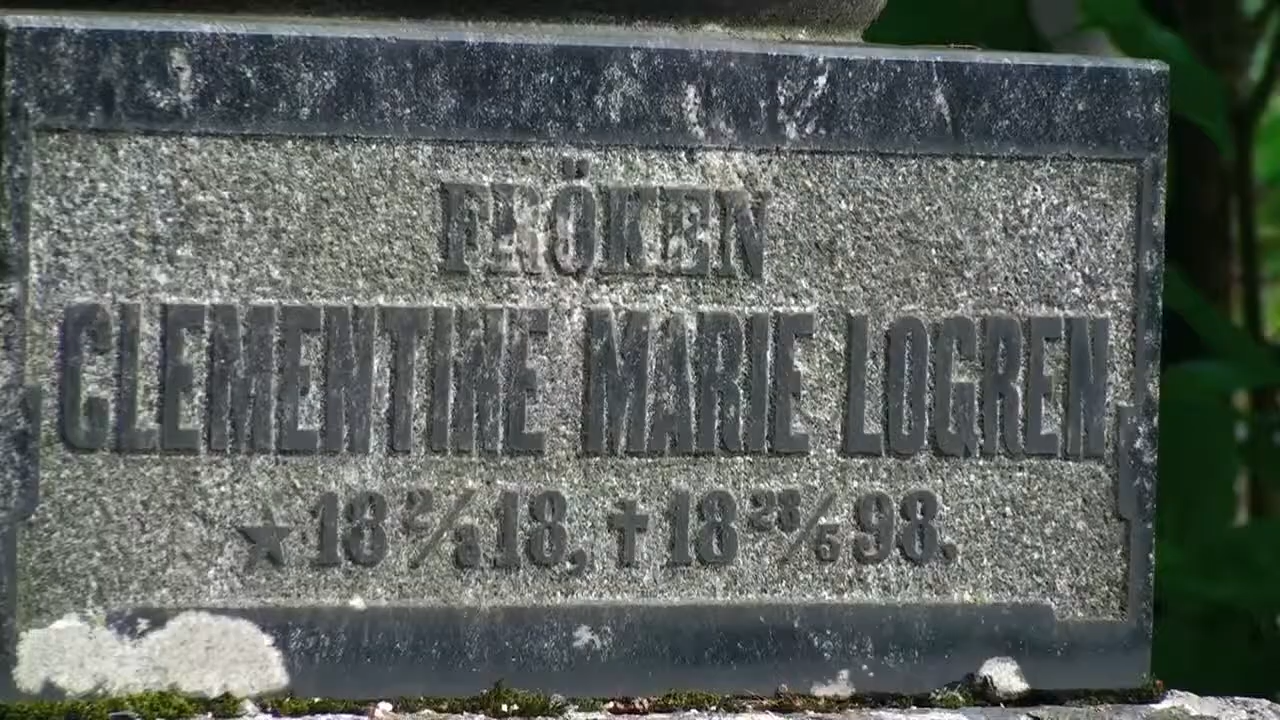 FRÖKEN
CLEMENTINE MARIE LOGREN
★ 18 2/3 18, † 18 28/5 98.